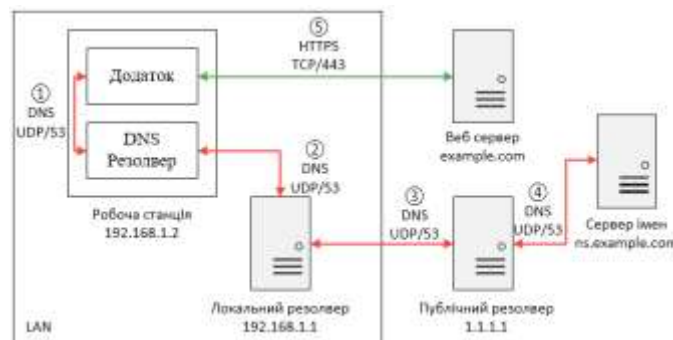 ⑤
HTTPS
TCP/443
①
DNS
UDP/53
Додаток
DNS
Резолвер
Робоча станція
192.168.1.2
②
DNS
UDP/53
Веб сервер
example.com
③
DNS
UDP/53
④
DNS
UDP/53
Сервер імен
ns.example.com
Локальний резолвер
192.168.1.1
Публічний резолвер
1.1.1.1
LAN